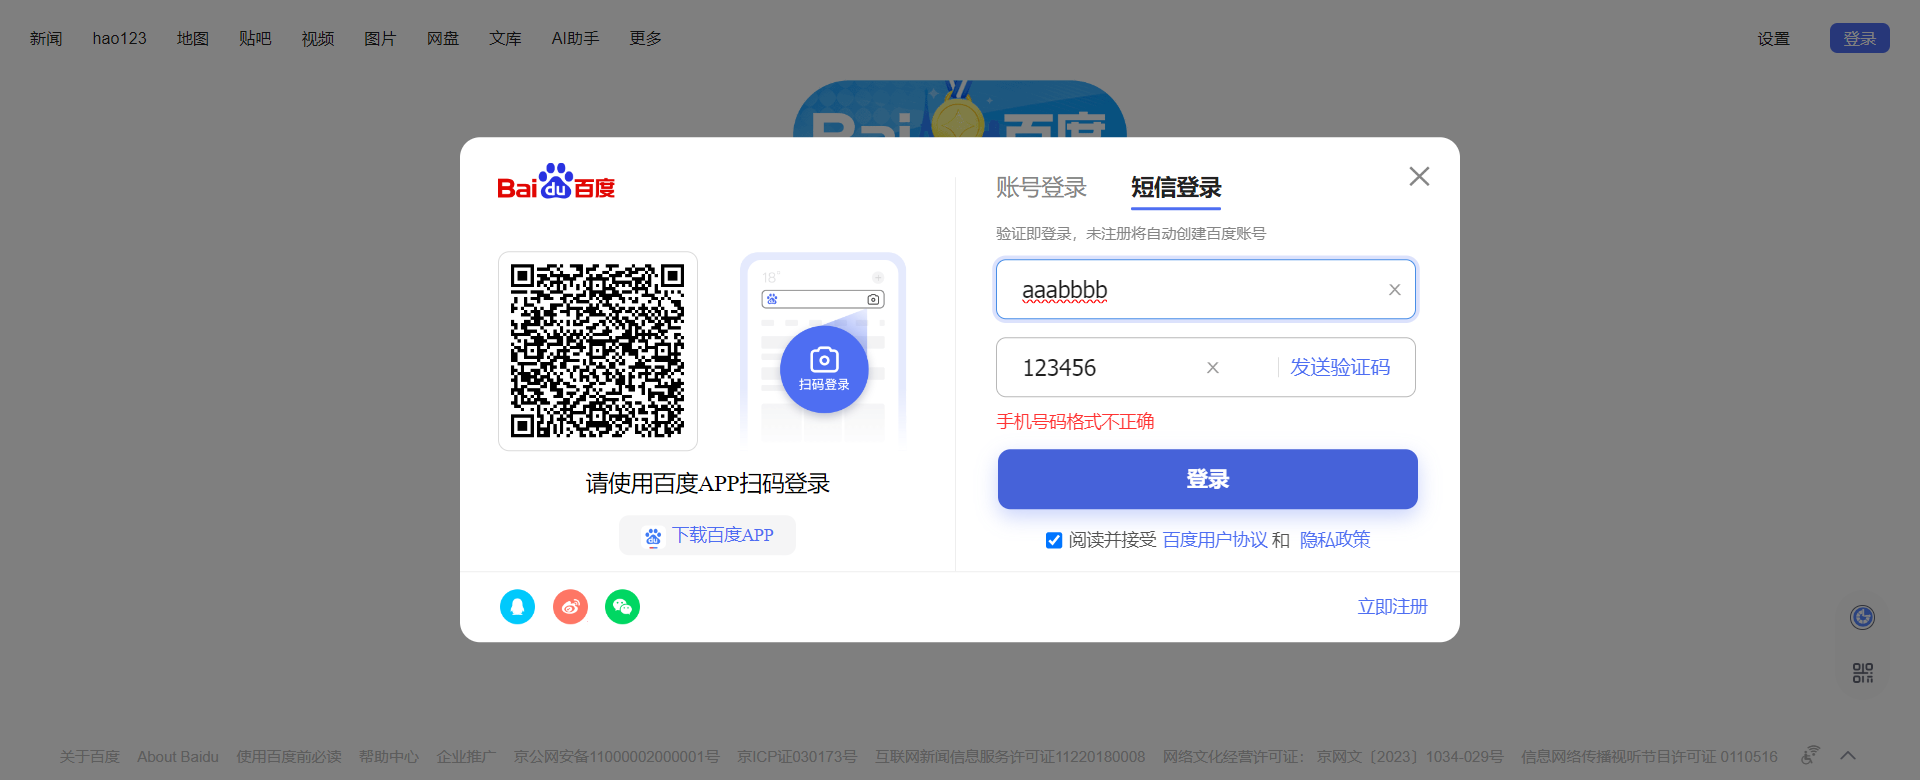 新闻 hao123 地图 贴吧 视频 图片 网盘 文库 AI助手 更多 设置 登录
Bai 百度
Bai du 百度
18°
扫码登录
请使用百度APP扫码登录
下载百度APP
账号登录 短信登录
验证即登录，未注册将自动创建百度账号
aaabbbb
123456 发送验证码
手机号码格式不正确
登录
阅读并接受 百度用户协议 和 隐私政策
立即注册
关于百度 About Baidu 使用百度前必读 帮助中心 企业推广 京公网安备11000002000001号 京ICP证030173号 互联网新闻信息服务许可证11220180008 网络文化经营许可证： 京网文〔2023〕1034-029号 信息网络传播视听节目许可证 0110516